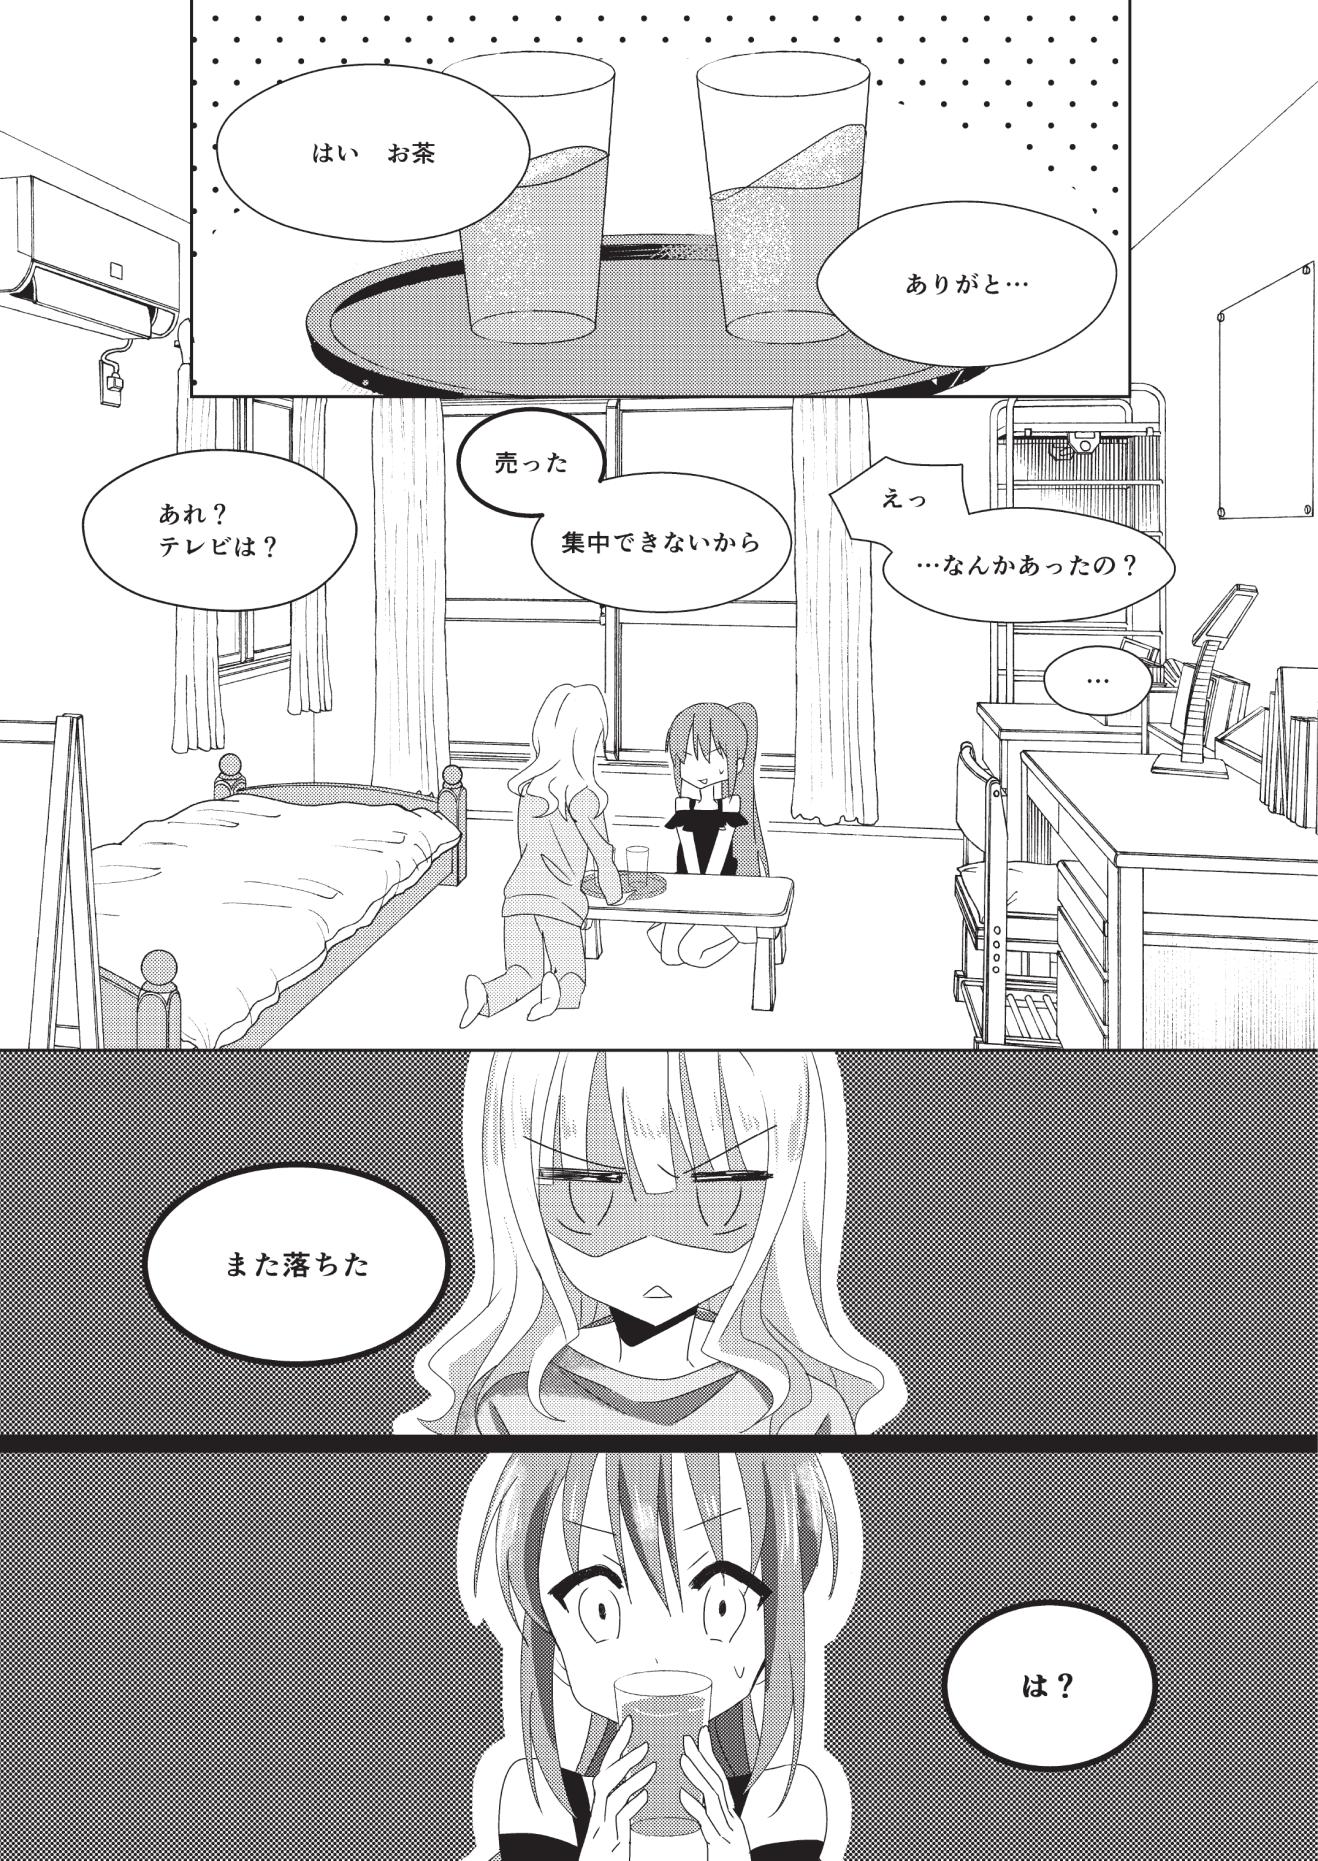 はい　お茶
ありがと…
あれ？
テレビは？
売った
集中できないから
えっ
…なんかあったの？
…
また落ちた
は？